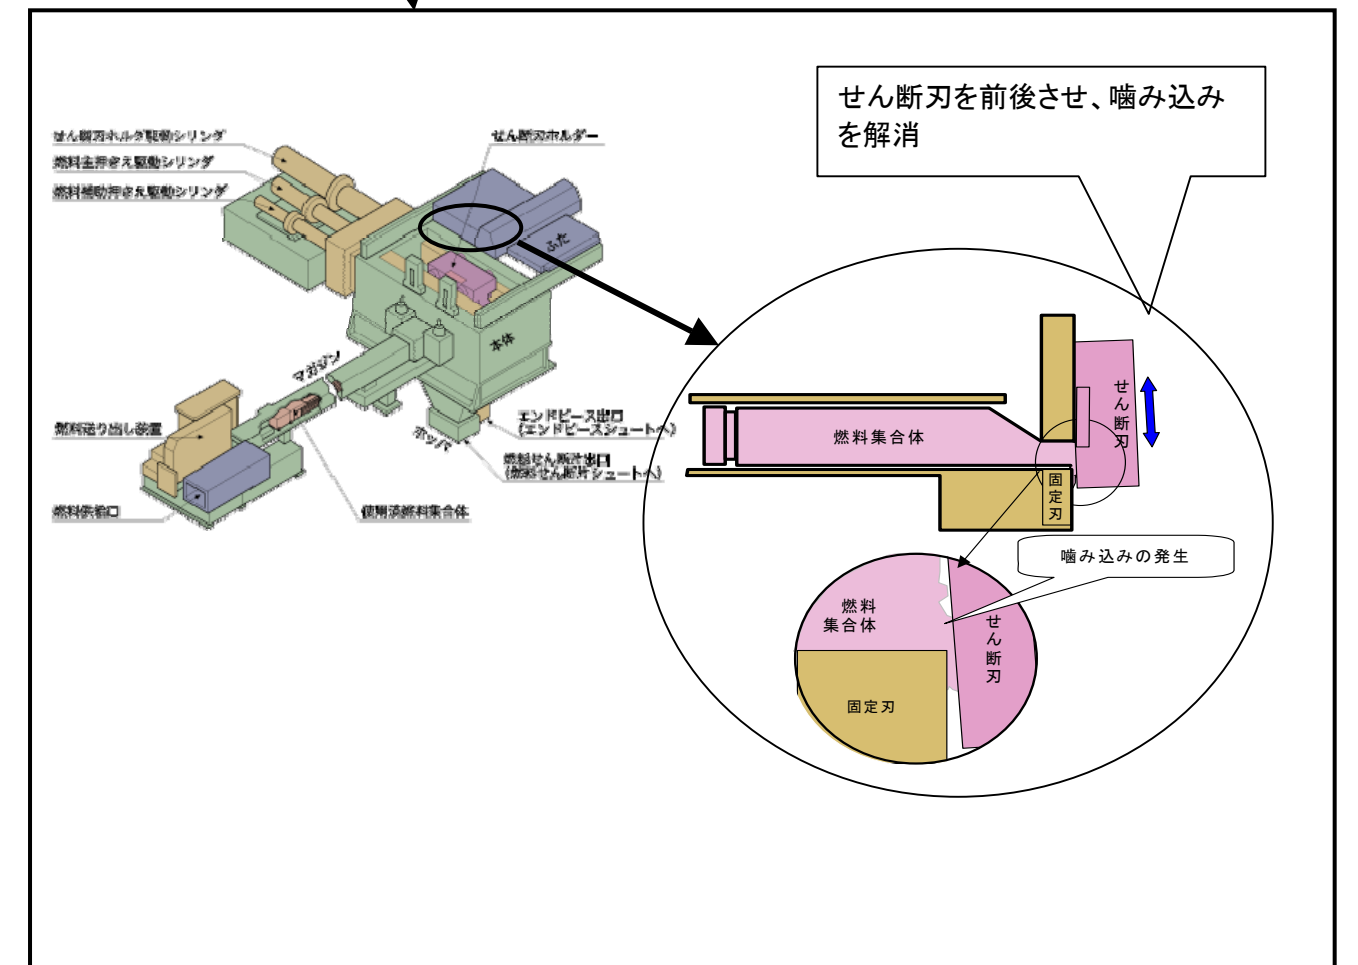 せん断刃を前後させ、噛み込み
を解消
せん断刃ホルダ駆動シリンダ
燃料主押さえ駆動シリンダ
燃料補助押さえ駆動シリンダ
せん断刃ホルダー
ふた
本体
マガジン
燃料送り出し装置
燃料供給口
使用済燃料集合体
ホッパ
エンドピース出口
(エンドピースシュートへ)
燃料せん断片出口
(燃料せん断片シュートへ)
せん断刃
燃料集合体
固定刃
噛み込みの発生
燃料
集合体
せん断刃
固定刃